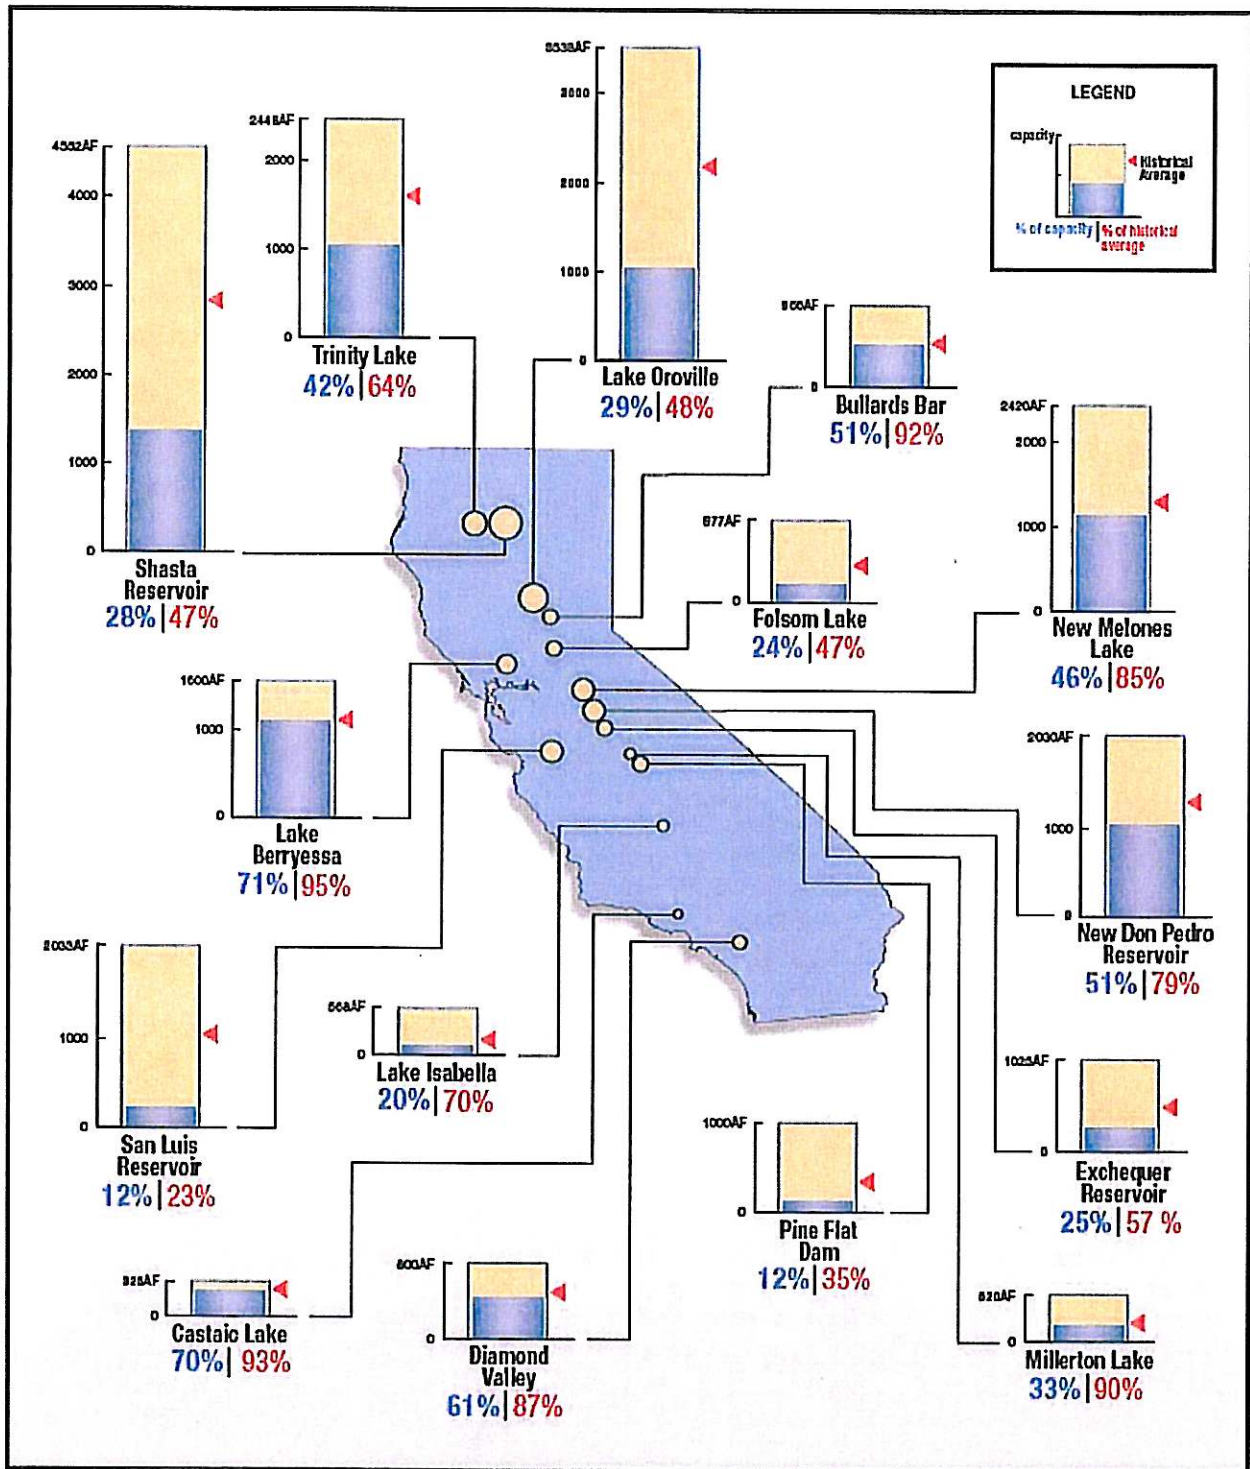 LEGEND
capacity
Historical
Average
% of capacity | % of historical
average
4552AF
4000
3000
2000
1000
0
Shasta
Reservoir
28% | 47%
2448AF
2000
1000
0
Trinity Lake
42% | 64%
3538AF
3000
2000
1000
0
Lake Oroville
29% | 48%
966AF
0
Bullards Bar
51% | 92%
977AF
0
Folsom Lake
24% | 47%
2420AF
2000
1000
0
New Melones
Lake
46% | 85%
1600AF
1000
0
Lake
Berryessa
71% | 95%
2030AF
1000
0
New Don Pedro
Reservoir
51% | 79%
1000
0
San Luis
Reservoir
12% | 23%
568AF
0
Lake Isabella
20% | 70%
1025AF
0
Exchequer
Reservoir
25% | 57 %
1000AF
0
Pine Flat
Dam
12% | 35%
325AF
0
Castaic Lake
70% | 93%
800AF
0
Diamond
Valley
61% | 87%
520AF
0
Millerton Lake
33% | 90%